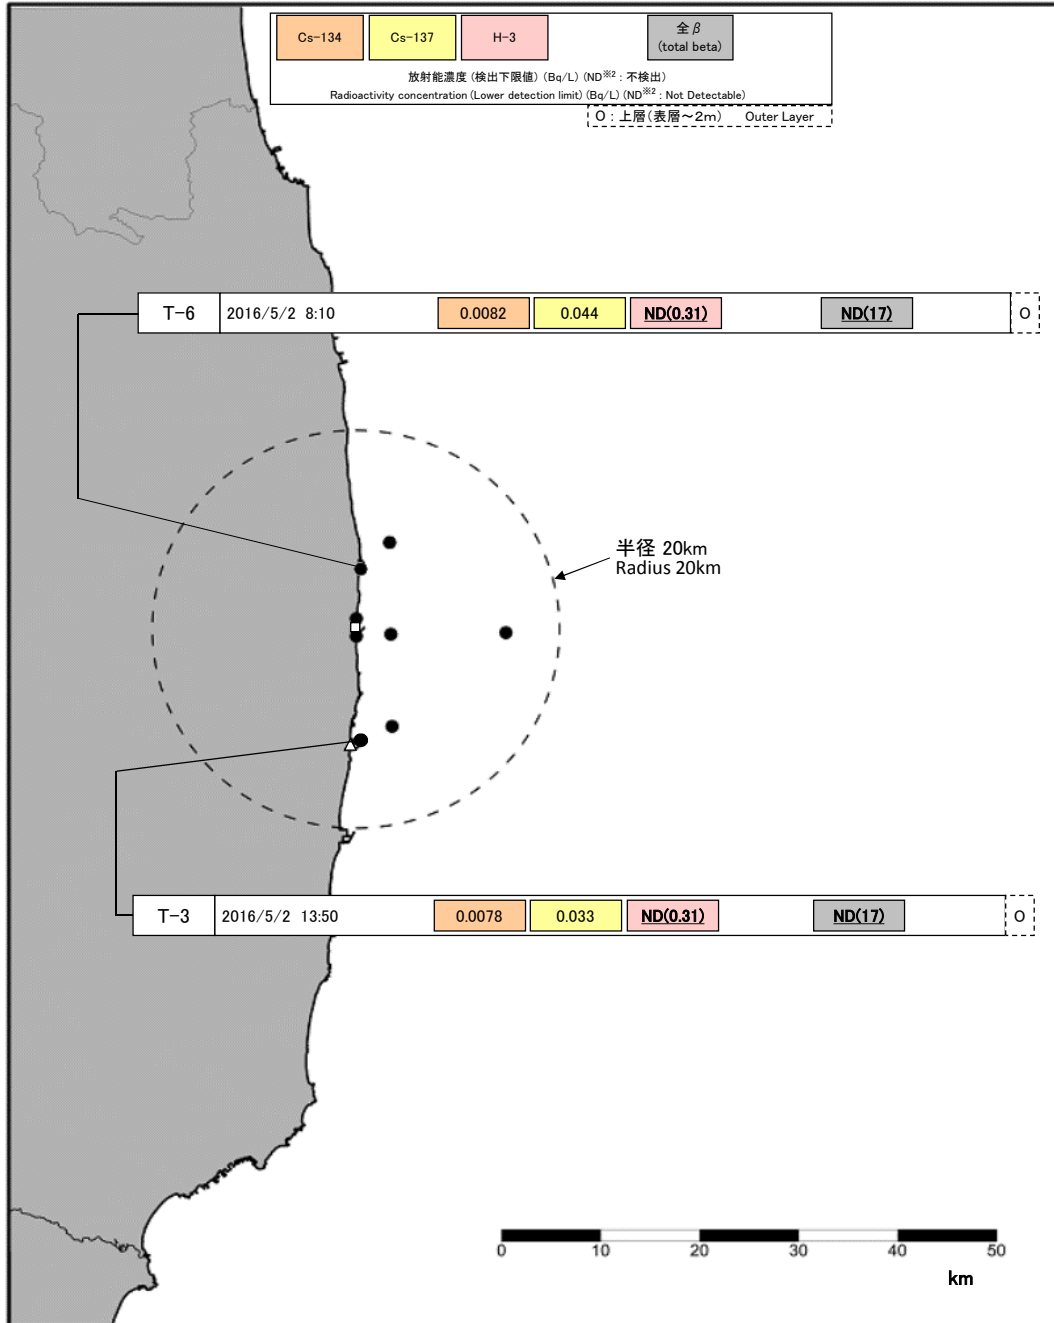 Cs-134 Cs-137 H-3 全β
(total beta)
放射能濃度 (検出下限値) (Bq/L) (ND※2 : 不検出)
Radioactivity concentration (Lower detection limit) (Bq/L) (ND※2 : Not Detectable)
O : 上層(表層～2m) Outer Layer
T-6 2016/5/2 8:10 0.0082 0.044 ND(0.31) ND(17) O
半径 20km
Radius 20km
T-3 2016/5/2 13:50 0.0078 0.033 ND(0.31) ND(17) O
0 10 20 30 40 50
km